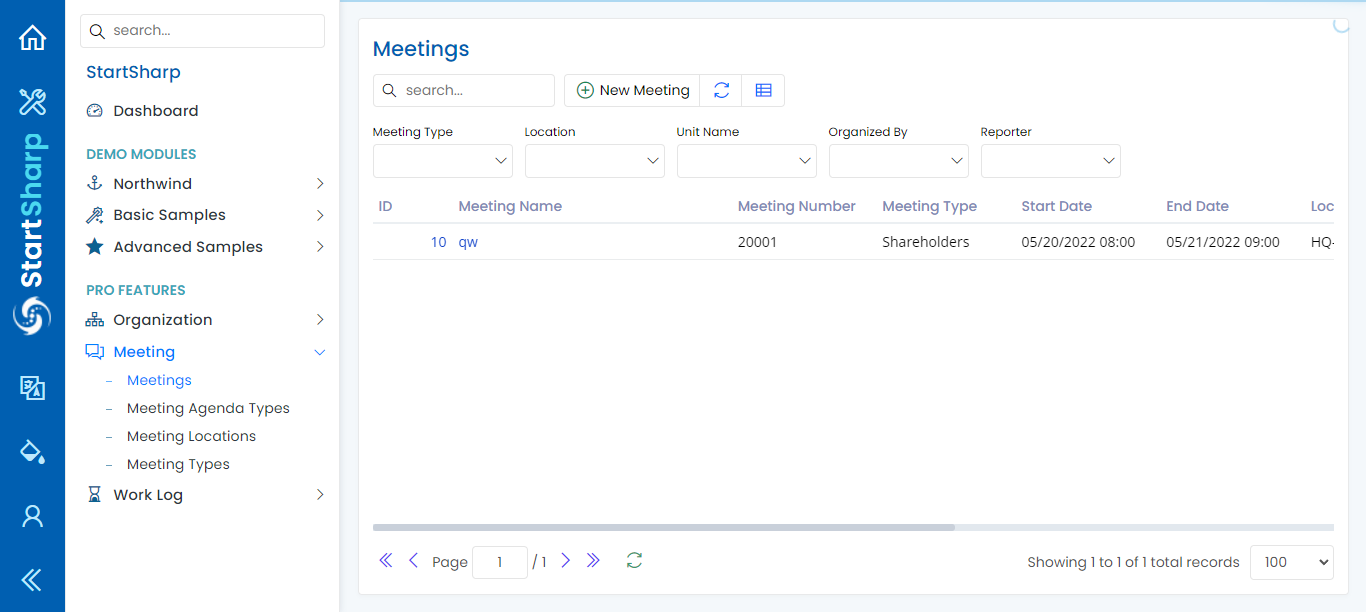 StartSharp
search...
StartSharp
Dashboard
DEMO MODULES
Northwind
Basic Samples
Advanced Samples
PRO FEATURES
Organization
Meeting
– Meetings
– Meeting Agenda Types
– Meeting Locations
– Meeting Types
Work Log
Meetings
search...
New Meeting
Meeting Type Location Unit Name Organized By Reporter
ID Meeting Name Meeting Number Meeting Type Start Date End Date Loc
10 qw 20001 Shareholders 05/20/2022 08:00 05/21/2022 09:00 HQ-
Page 1 / 1
Showing 1 to 1 of 1 total records 100